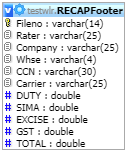 testwlr.RECAPFooter
Fileno : varchar(14)
Rater : varchar(25)
Company : varchar(25)
Whse : varchar(4)
CCN : varchar(30)
Carrier : varchar(25)
# DUTY : double
# SIMA : double
# EXCISE : double
# GST : double
# TOTAL : double